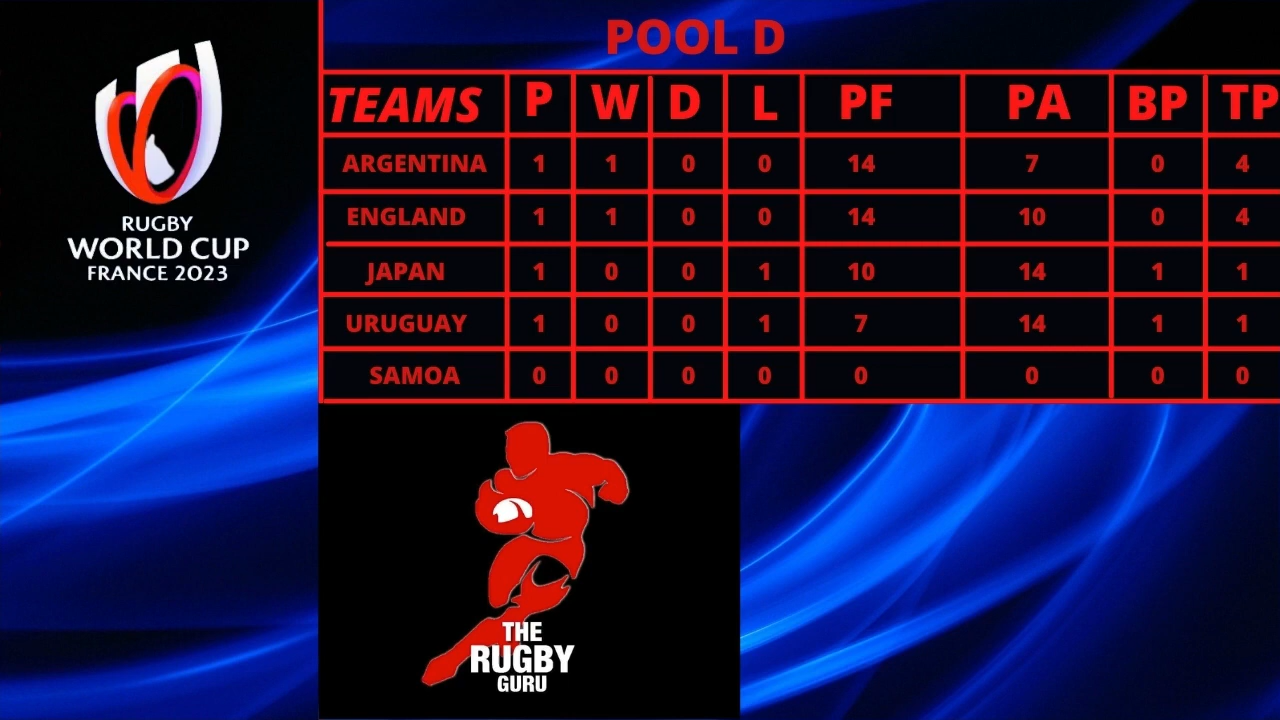 POOL D
TEAMS P W D L PF PA BP TP
ARGENTINA 1 1 0 0 14 7 0 4
ENGLAND 1 1 0 0 14 10 0 4
JAPAN 1 0 0 1 10 14 1 1
URUGUAY 1 0 0 1 7 14 1 1
SAMOA 0 0 0 0 0 0 0 0
RUGBY
WORLD CUP
FRANCE 2023
THE
RUGBY
GURU